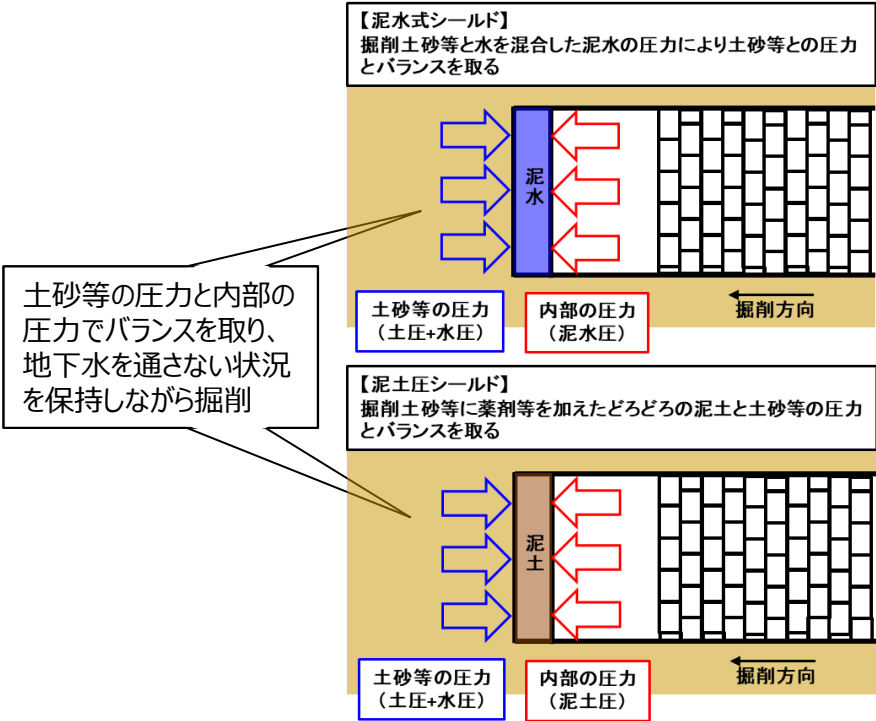 【泥水式シールド】
掘削土砂等と水を混合した泥水の圧力により土砂等との圧力
とバランスを取る
泥水
土砂等の圧力
（土圧+水圧）
内部の圧力
（泥水圧）
掘削方向
土砂等の圧力と内部の
圧力でバランスを取り、
地下水を通さない状況
を保持しながら掘削
【泥土圧シールド】
掘削土砂等に薬剤等を加えたどろどろの泥土と土砂等の圧力
とバランスを取る
泥土
土砂等の圧力
（土圧+水圧）
内部の圧力
（泥土圧）
掘削方向